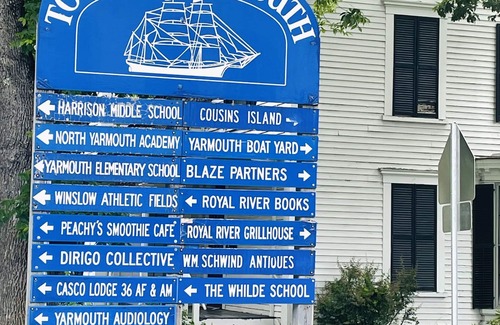 HARRISON MIDDLE SCHOOL
COUSINS ISLAND
NORTH YARMOUTH ACADEMY
YARMOUTH BOAT YARD
YARMOUTH ELEMENTARY SCHOOL
BLAZE PARTNERS
WINSLOW ATHLETIC FIELDS
ROYAL RIVER BOOKS
PEACHY'S SMOOTHIE CAFE
ROYAL RIVER GRILLHOUSE
DIRIGO COLLECTIVE
WM SCHWIND ANTIQUES
CASCO LODGE 36 AF & AM
THE WHILDE SCHOOL
YARMOUTH AUDIOLOGY